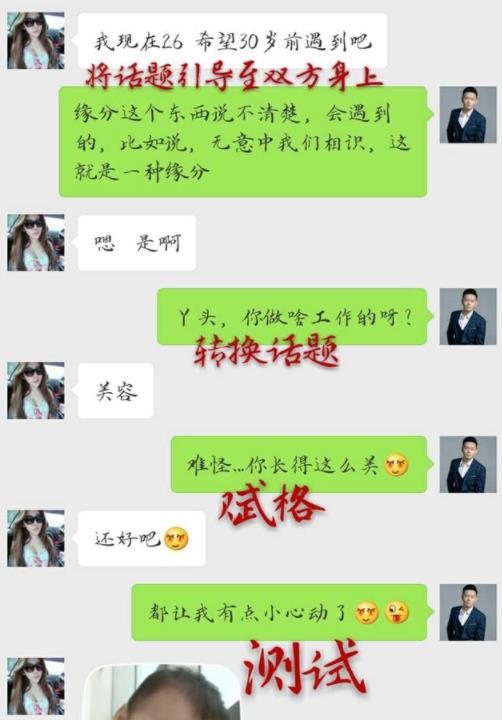 我现在26 希望30岁前遇到吧
将话题引导至双方身上
缘分这个东西说不清楚，会遇到
的，比如说，无意中我们相识，这
就是一种缘分
嗯 是啊
丫头，你做啥工作的呀？
转换话题
美容
难怪...你长得这么美
赋格
还好吧
都让我有点小心动了
测试